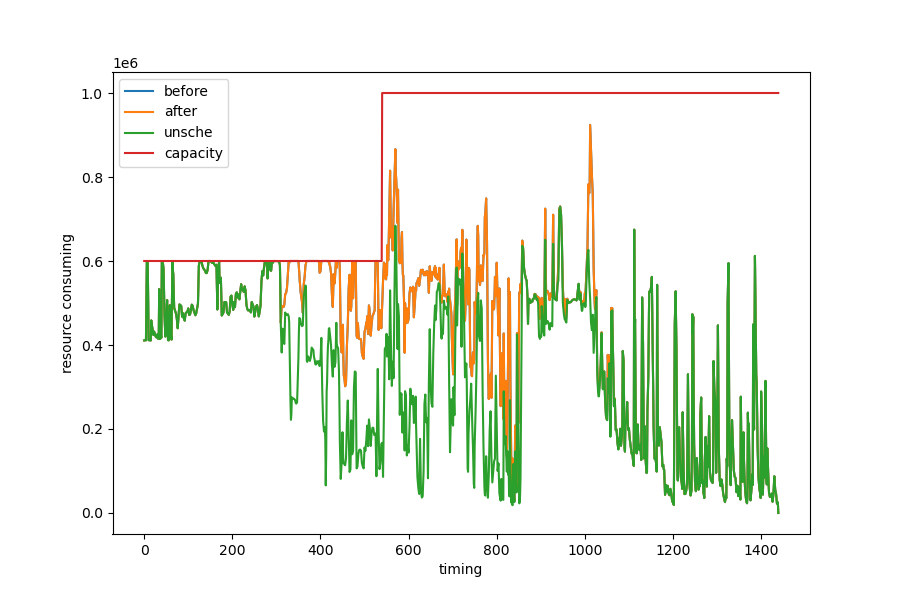 1e6
before
after
unsche
capacity
resource consuming
1.0
0.8
0.6
0.4
0.2
0.0
0 200 400 600 800 1000 1200 1400
timing